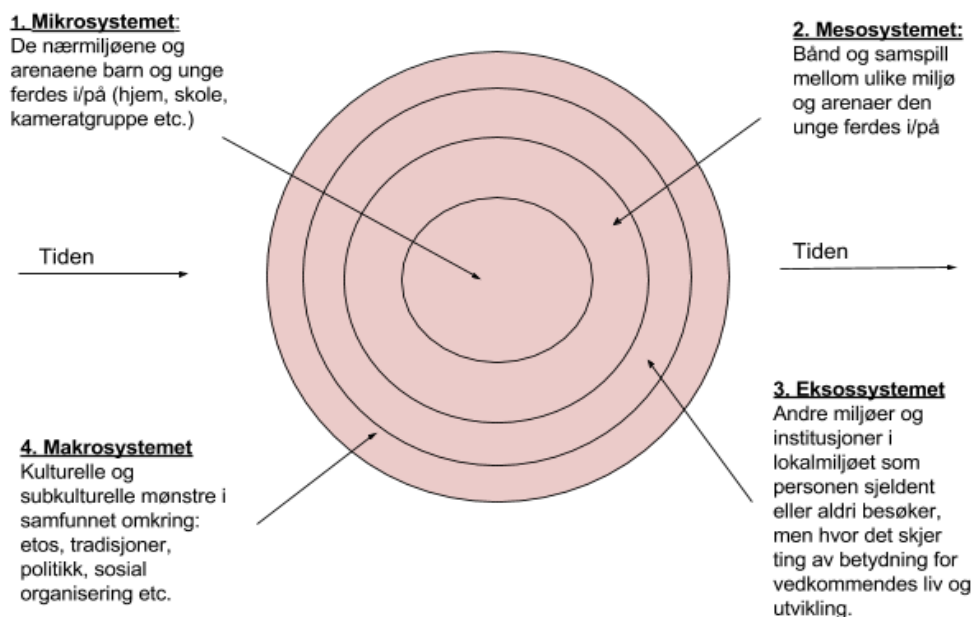 1. Mikrosystemet:
De nærmiljøene og
arenaene barn og unge
ferdes i/på (hjem, skole,
kameratgruppe etc.)
2. Mesosystemet:
Bånd og samspill
mellom ulike miljø
og arenaer den
unge ferdes i/på
Tiden
Tiden
4. Makrosystemet
Kulturelle og
subkulturelle mønstre i
samfunnet omkring:
etos, tradisjoner,
politikk, sosial
organisering etc.
3. Eksossystemet
Andre miljøer og
institusjoner i
lokalmiljøet som
personen sjeldent
eller aldri besøker,
men hvor det skjer
ting av betydning for
vedkommendes liv og
utvikling.